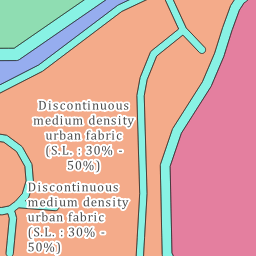 Discontinuous
medium density
urban fabric
(S.L. : 30% -
50%)
Discontinuous
medium density
urban fabric
(S.L. : 30% -
50%)